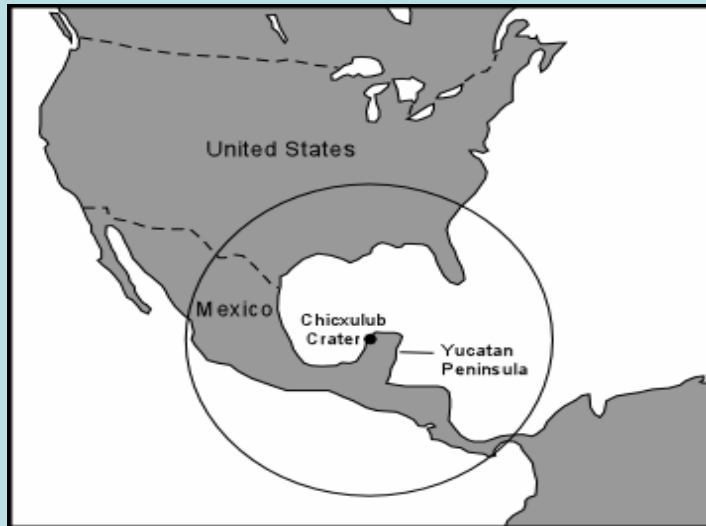 United States
Mexico
Chicxulub
Crater
Yucatan
Peninsula